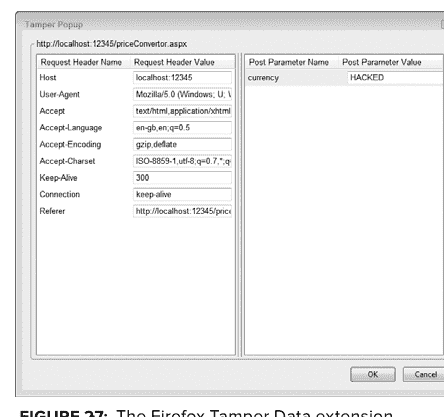 Tamper Popup
http://localhost:12345/priceConvertor.aspx
Request Header Name Request Header Value Post Parameter Name Post Parameter Value
Host localhost:12345 currency HACKED
User-Agent Mozilla/5.0 (Windows; U; \
Accept text/html,application/xhtml
Accept-Language en-gb,en;q=0.5
Accept-Encoding gzip,deflate
Accept-Charset ISO-8859-1,utf-8;q=0.7,*;q
Keep-Alive 300
Connection keep-alive
Referer http://localhost:12345/price
OK Cancel
FIGURE 2-7: The Firefox Tamper Data extension